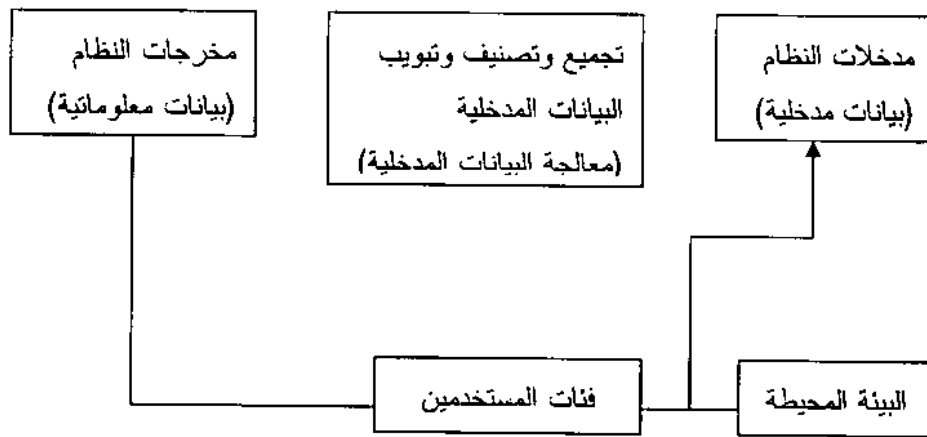 مدخلات النظام
(بيانات مدخلية)
تجميع وتصنيف وتبويب
البيانات المدخلية
(معالجة البيانات المدخلية)
مخرجات النظام
(بيانات معلوماتية)
البيئة المحيطة
فئات المستخدمين